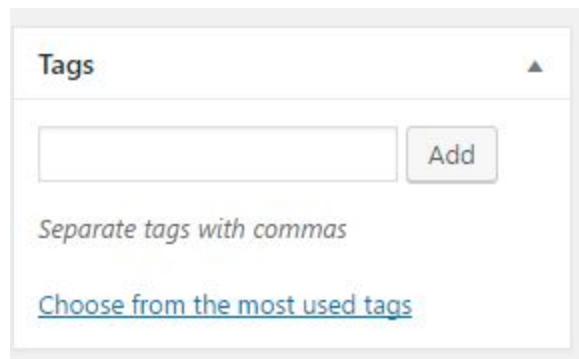 Tags
Add
Separate tags with commas
Choose from the most used tags